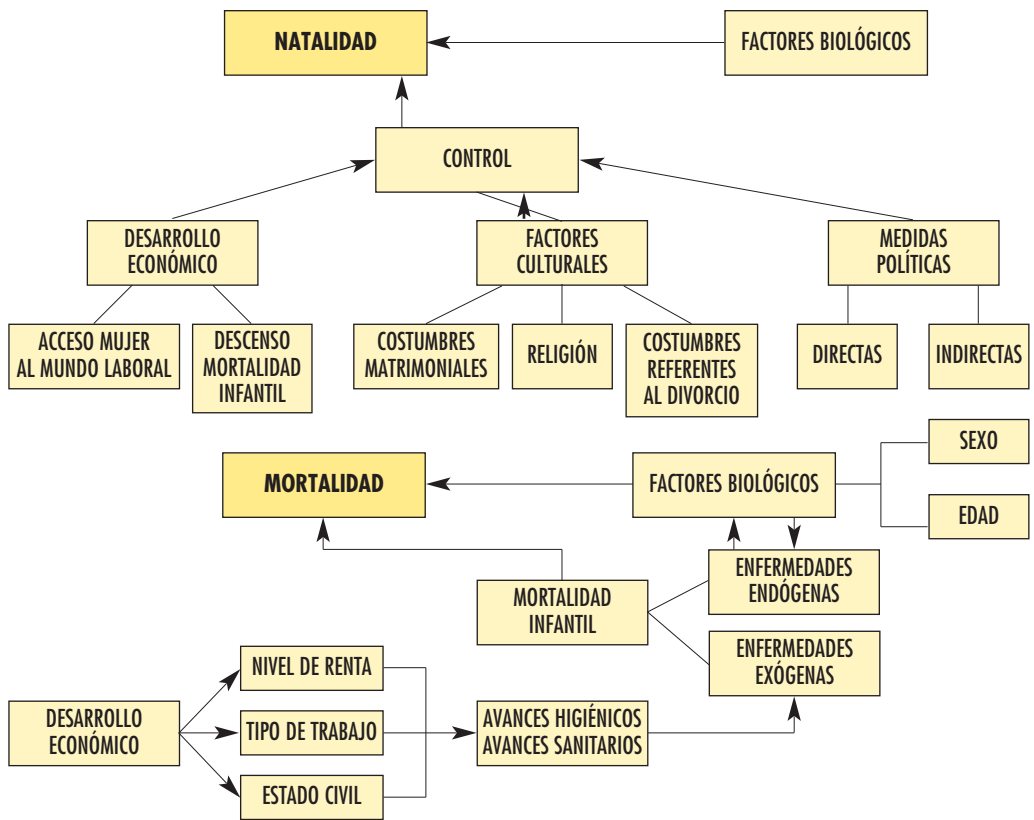 NATALIDAD
FACTORES BIOLÓGICOS
CONTROL
DESARROLLO
ECONÓMICO
FACTORES
CULTURALES
MEDIDAS
POLÍTICAS
ACCESO MUJER
AL MUNDO LABORAL
DESCENSO
MORTALIDAD
INFANTIL
COSTUMBRES
MATRIMONIALES
RELIGIÓN
COSTUMBRES
REFERENTES
AL DIVORCIO
DIRECTAS
INDIRECTAS
MORTALIDAD
FACTORES BIOLÓGICOS
SEXO
EDAD
MORTALIDAD
INFANTIL
ENFERMEDADES
ENDÓGENAS
ENFERMEDADES
EXÓGENAS
DESARROLLO
ECONÓMICO
NIVEL DE RENTA
TIPO DE TRABAJO
ESTADO CIVIL
AVANCES HIGIÉNICOS
AVANCES SANITARIOS